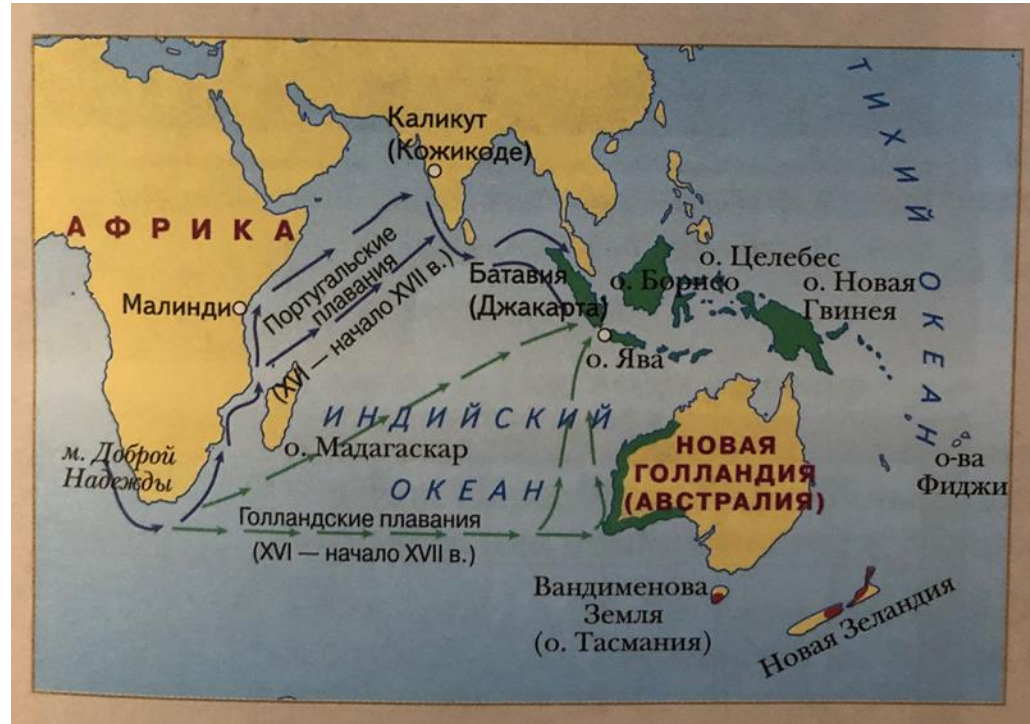 ТИХИЙ ОКЕАН
Каликут
(Кожикоде)
АФРИКА
Малинди
Португальские
плавания
(XVI — начало XVII в.)
Батавия
(Джакарта)
о. Борнео
о. Целебес
о. Новая
Гвинея
о. Ява
ИНДИЙСКИЙ
ОКЕАН
о. Мадагаскар
м. Доброй
Надежды
Голландские плавания
(XVI — начало XVII в.)
НОВАЯ
ГОЛЛАНДИЯ
(АВСТРАЛИЯ)
о-ва
Фиджи
Вандименова
Земля
(о. Тасмания)
Новая Зеландия